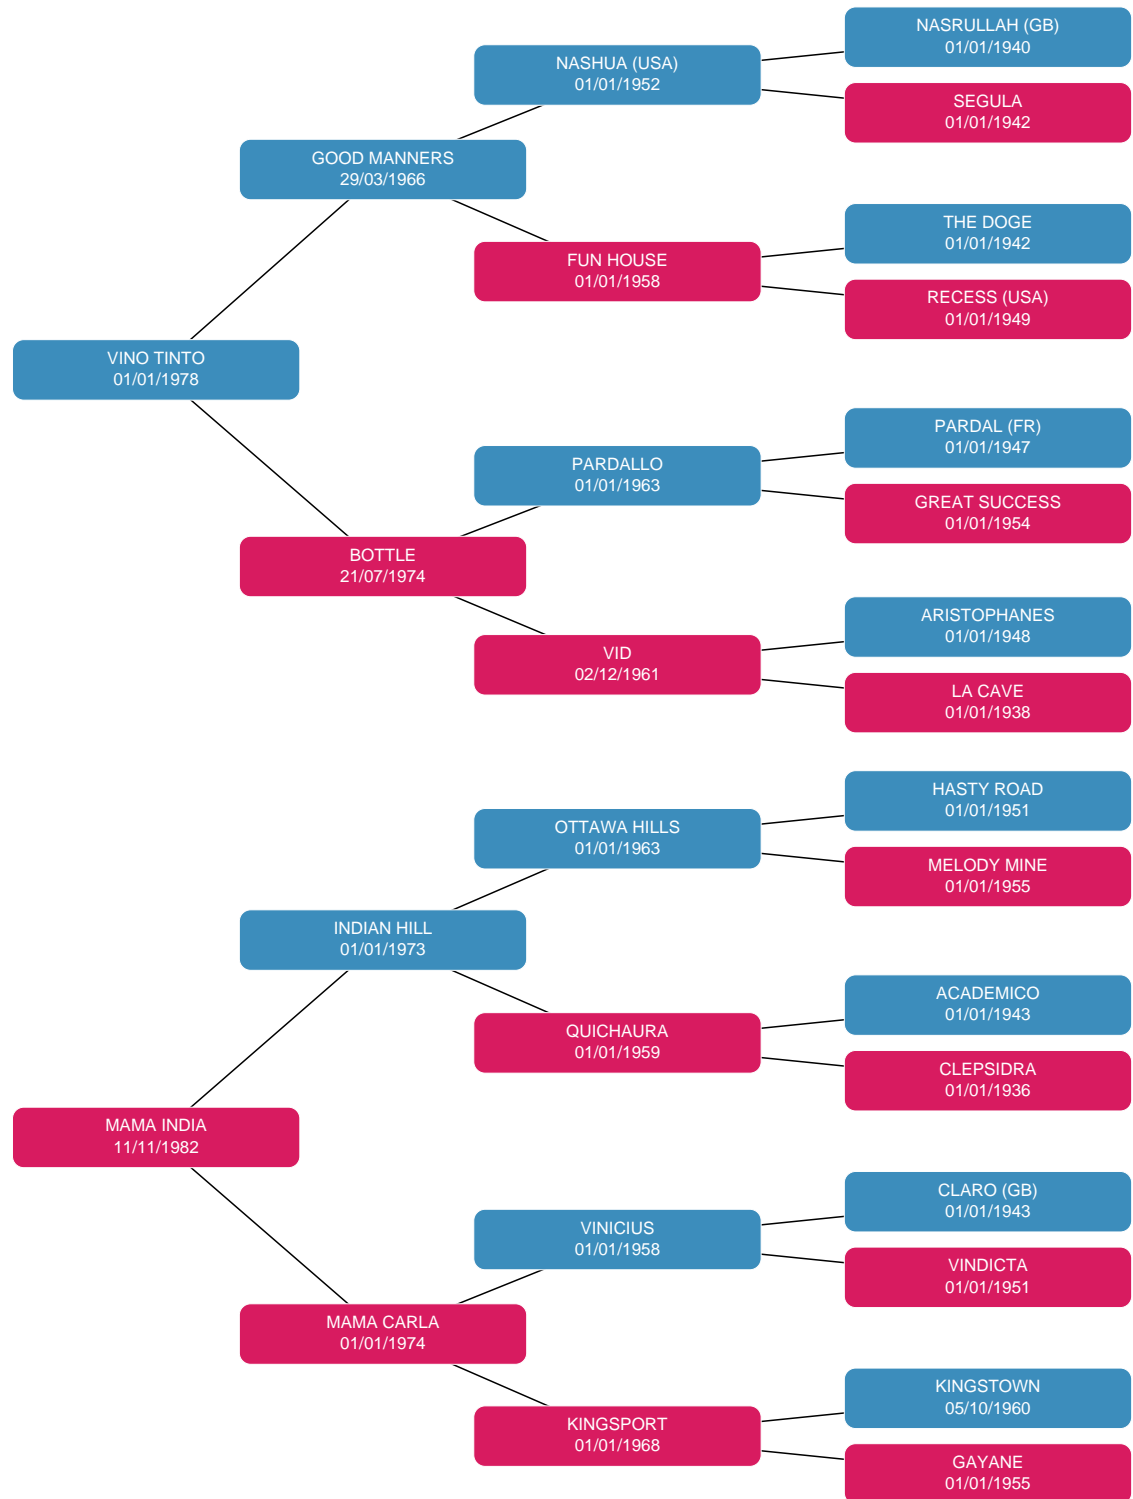 NASRULLAH (GB)
01/01/1940
NASHUA (USA)
01/01/1952
SEGULA
01/01/1942
GOOD MANNERS
29/03/1966
THE DOGE
01/01/1942
FUN HOUSE
01/01/1958
RECESS (USA)
01/01/1949
VINO TINTO
01/01/1978
PARDAL (FR)
01/01/1947
PARDALLO
01/01/1963
GREAT SUCCESS
01/01/1954
BOTTLE
21/07/1974
ARISTOPHANES
01/01/1948
VID
02/12/1961
LA CAVE
01/01/1938
HASTY ROAD
01/01/1951
OTTAWA HILLS
01/01/1963
MELODY MINE
01/01/1955
INDIAN HILL
01/01/1973
ACADEMICO
01/01/1943
QUICHAURA
01/01/1959
CLEPSIDRA
01/01/1936
MAMA INDIA
11/11/1982
CLARO (GB)
01/01/1943
VINICIUS
01/01/1958
VINDICTA
01/01/1951
MAMA CARLA
01/01/1974
KINGSTOWN
05/10/1960
KINGSPORT
01/01/1968
GAYANE
01/01/1955